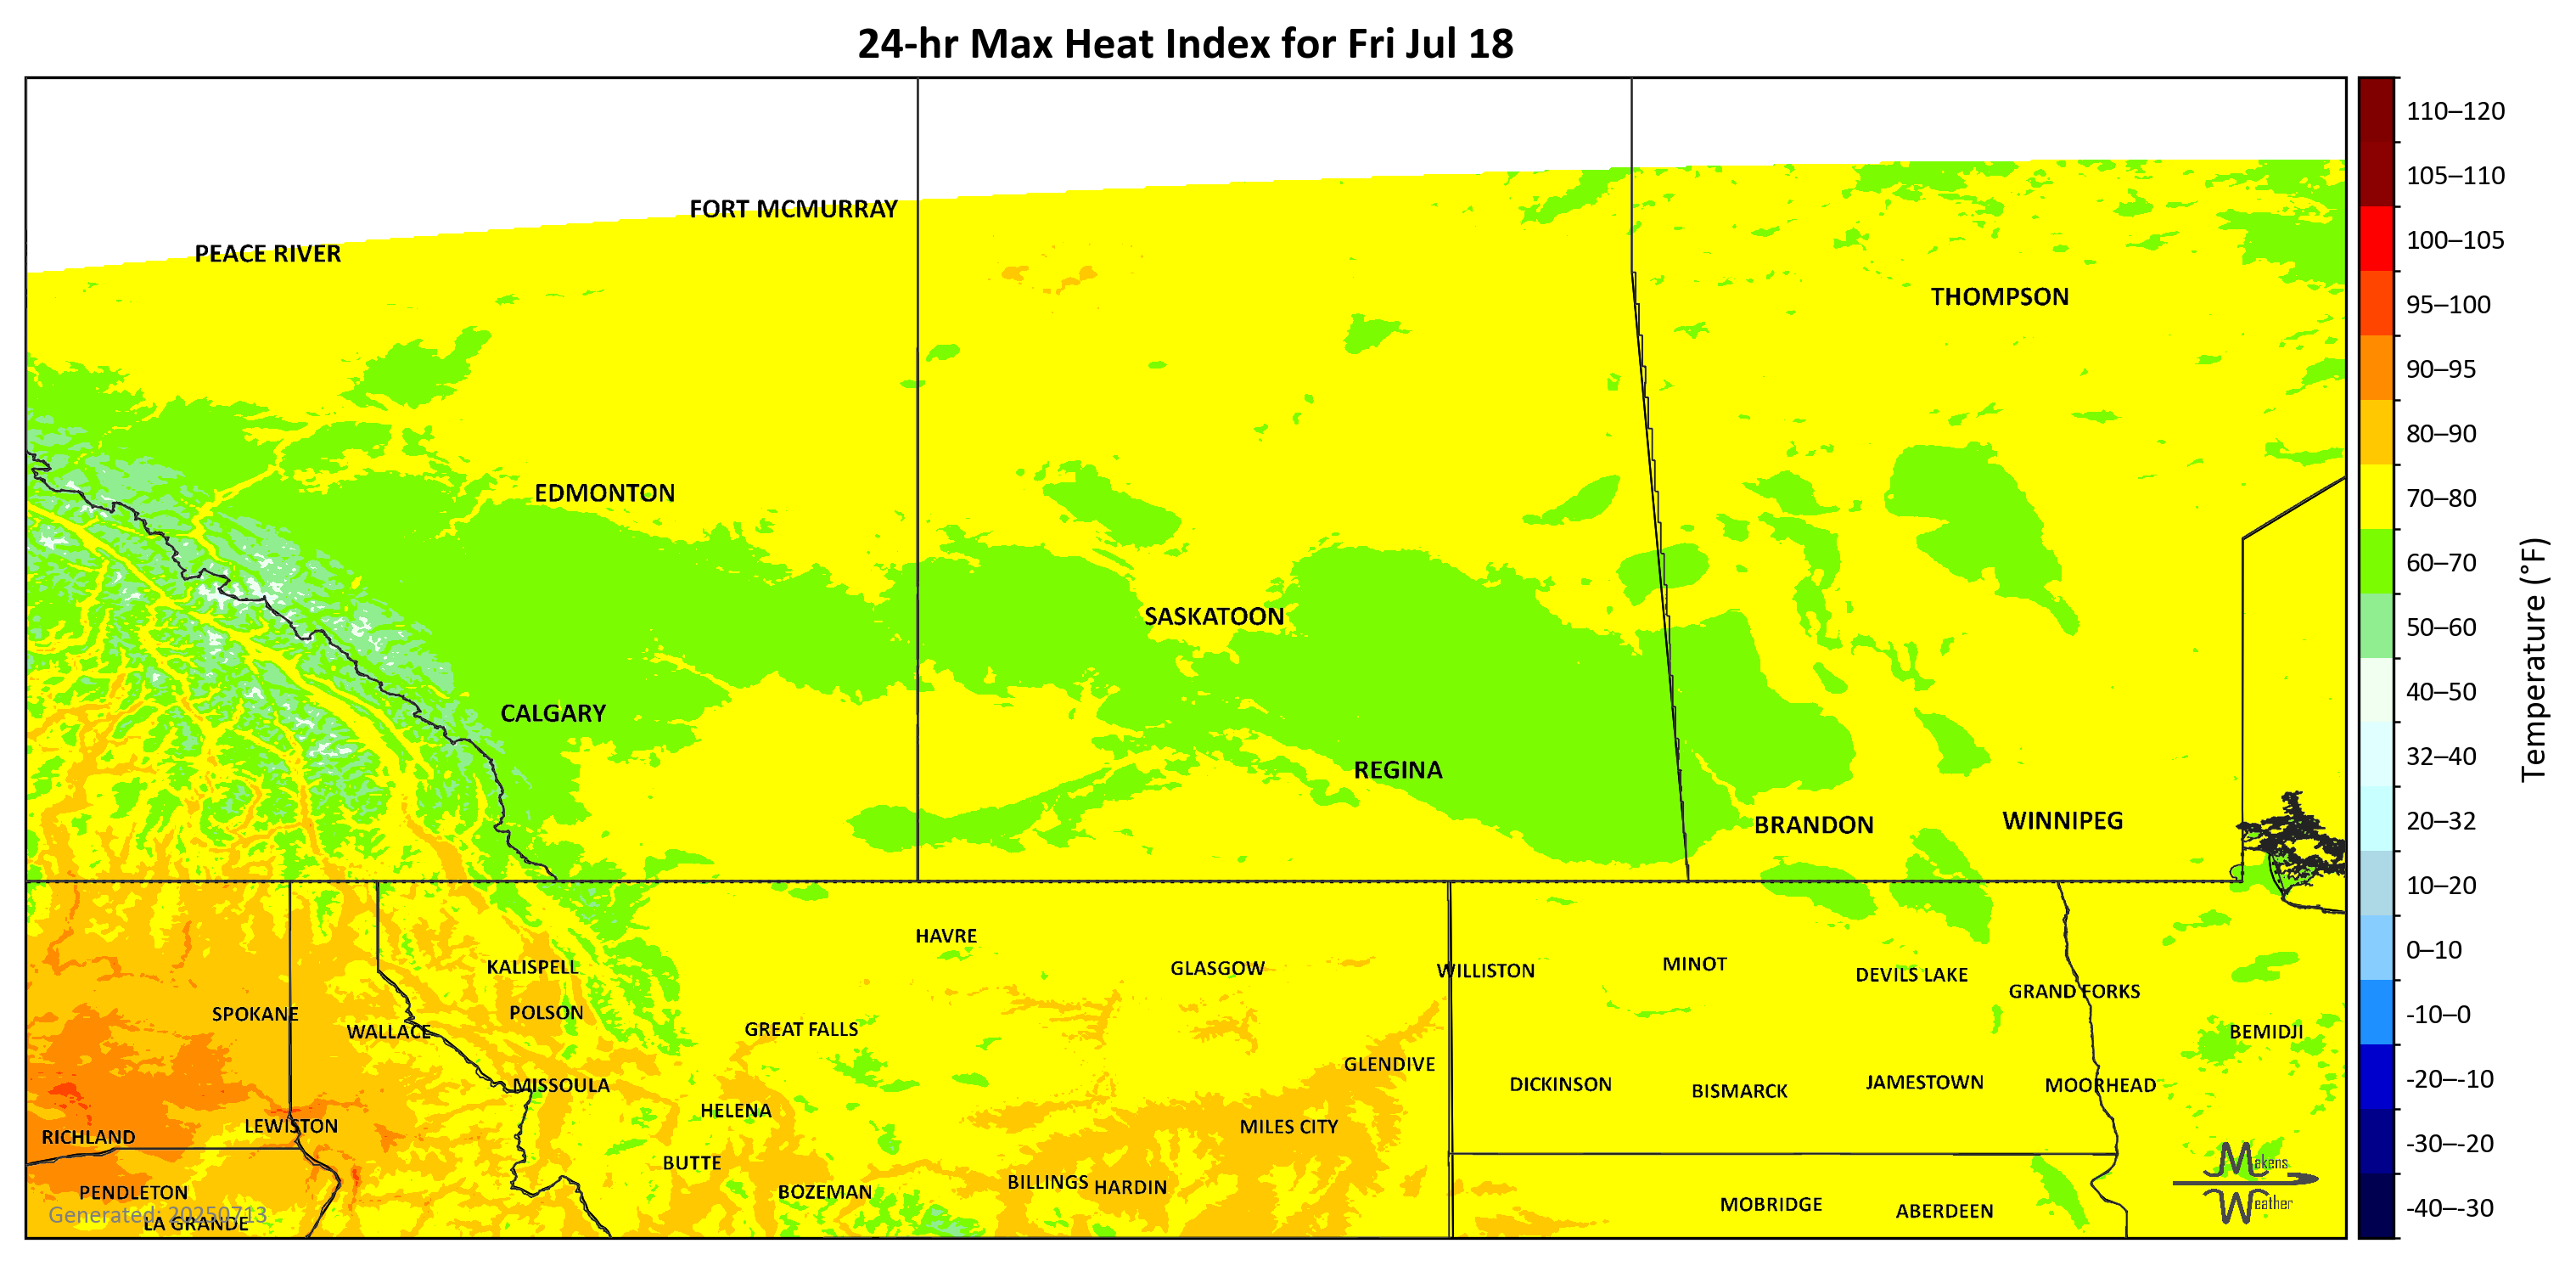 24-hr Max Heat Index for Fri Jul 18
FORT MCMURRAY
PEACE RIVER
THOMPSON
EDMONTON
SASKATOON
CALGARY
REGINA
BRANDON
WINNIPEG
HAVRE
KALISPELL
GLASGOW
WILLISTON
MINOT
DEVILS LAKE
GRAND FORKS
SPOKANE
POLSON
WALLACE
GREAT FALLS
BEMIDJI
GLENDIVE
MISSOULA
DICKINSON
BISMARCK
JAMESTOWN
MOORHEAD
HELENA
LEWISTON
MILES CITY
RICHLAND
BUTTE
PENDLETON
BOZEMAN
BILLINGS
HARDIN
MOBRIDGE
ABERDEEN
LA GRANDE
Generated: 20250713
Makens
Weather
110–120
105–110
100–105
95–100
90–95
80–90
70–80
60–70
50–60
40–50
32–40
20–32
10–20
0–10
-10–0
-20–-10
-30–-20
-40–-30
Temperature (°F)